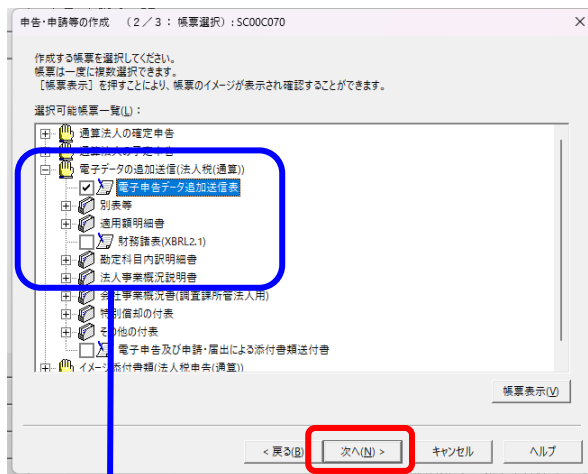 申告・申請等の作成 （2／3：帳票選択）：SC00C070
作成する帳票を選択してください。
帳票は一度に複数選択できます。
［帳票表示］を押すことにより、帳票のイメージが表示され確認することができます。
選択可能帳票一覧(L)：
通算法人の確定申告
通算法人の予定申告
電子データの追加送信(法人税(通算))
電子申告データ追加送信表
別表等
適用額明細書
財務諸表(XBRL2.1)
勘定科目内訳明細書
法人事業概況説明書
会社事業概況書(調査課所管法人用)
特別償却の付表
その他の付表
電子申告及び申請・届出による添付書類送付書
イメージ添付書類(法人税申告(通算))
帳票表示(V)
< 戻る(B)
次へ(N) >
キャンセル
ヘルプ